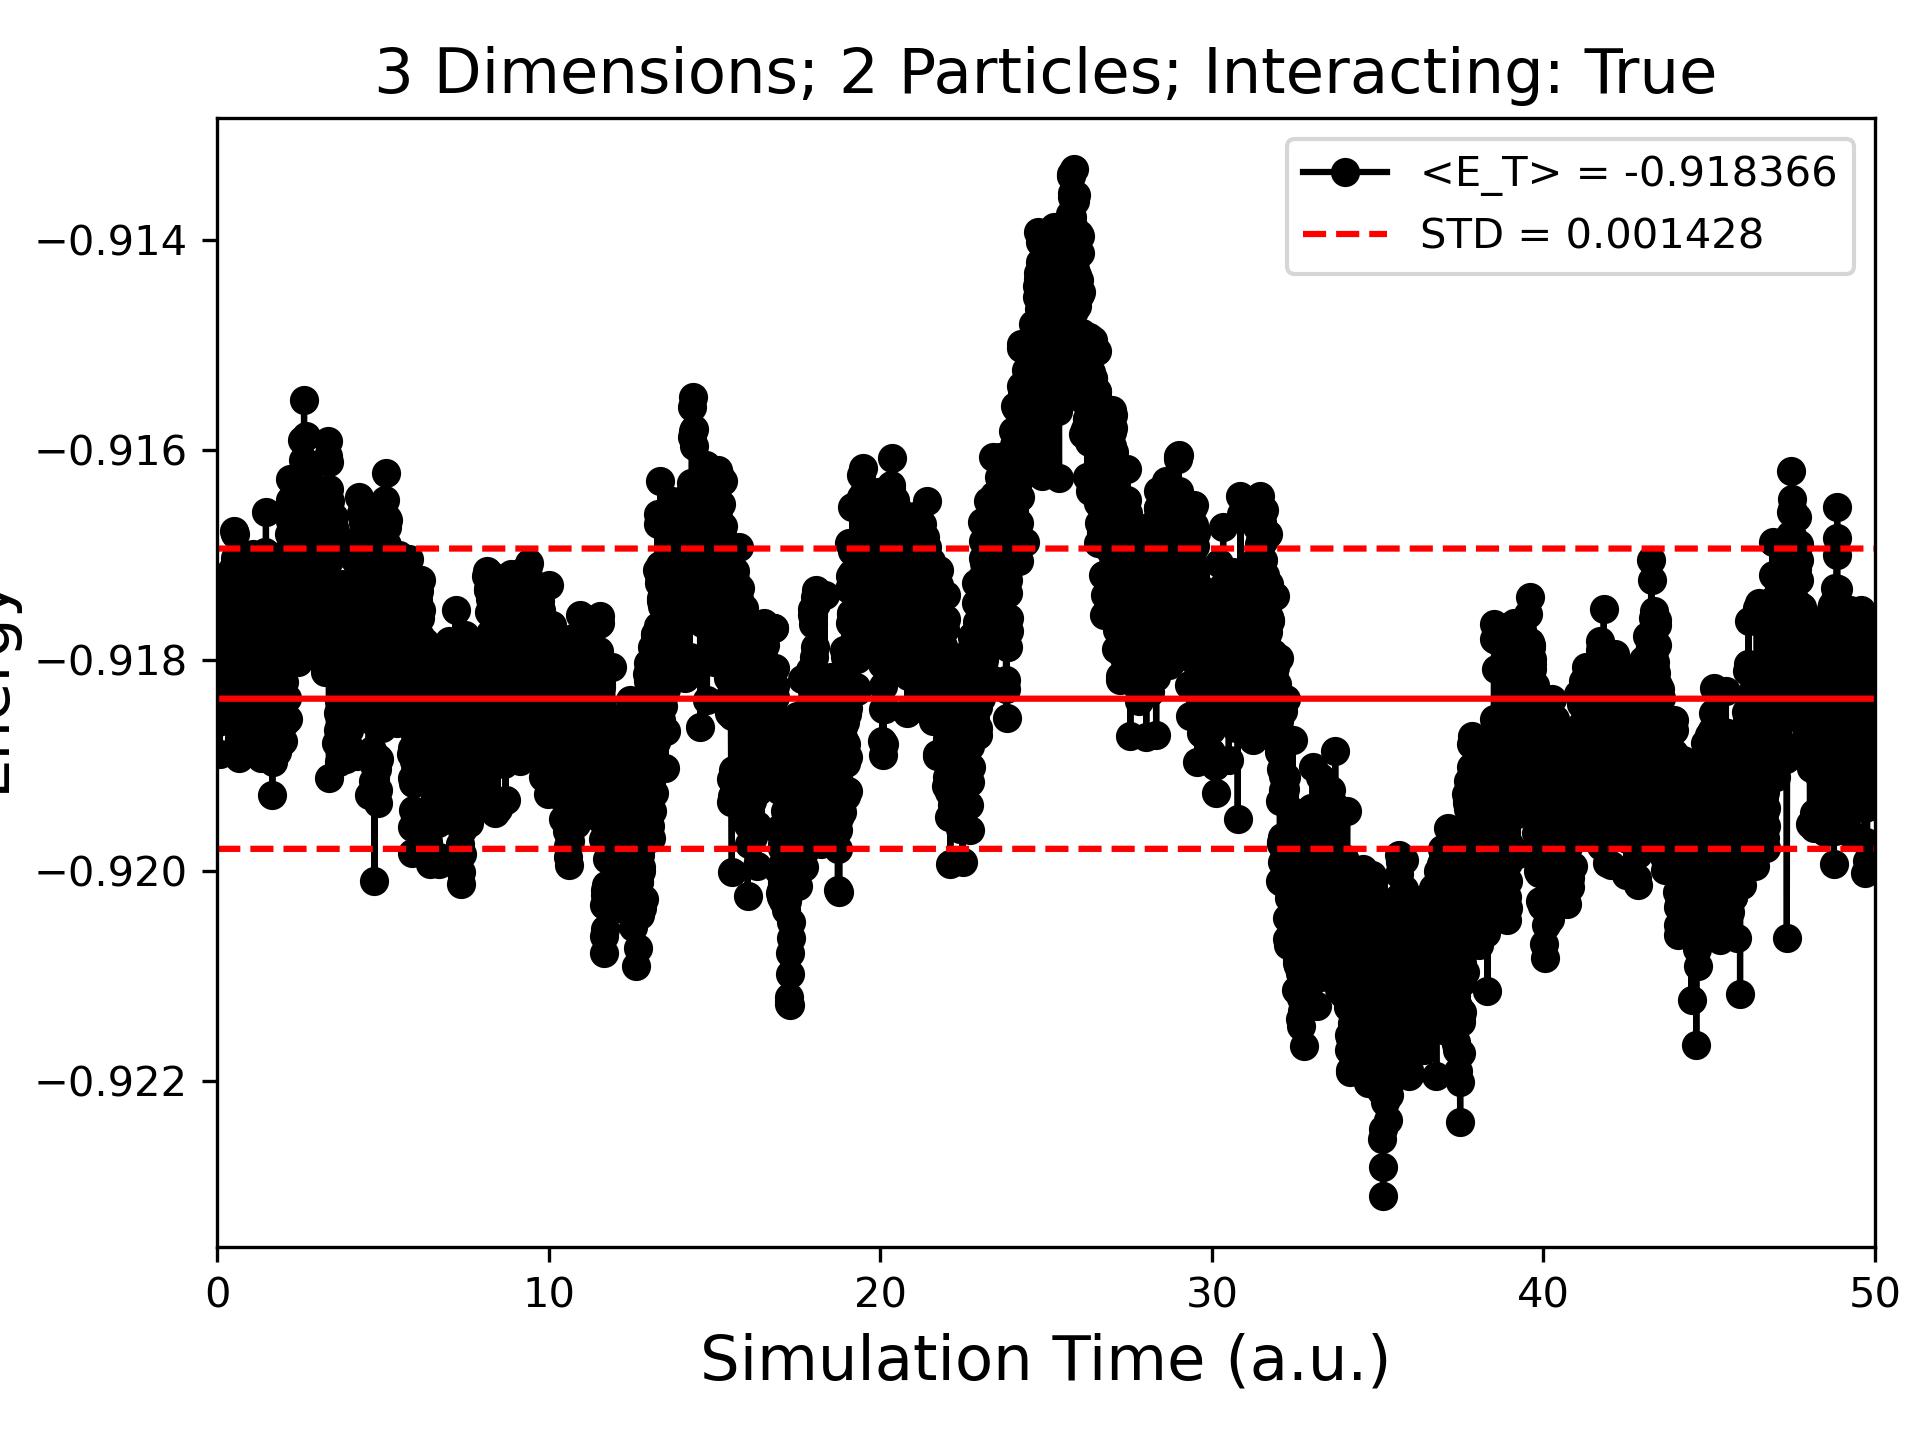 3 Dimensions; 2 Particles; Interacting: True
<E_T> = -0.918366
STD = 0.001428
−0.914
−0.916
−0.918
−0.920
−0.922
Energy
0 10 20 30 40 50
Simulation Time (a.u.)